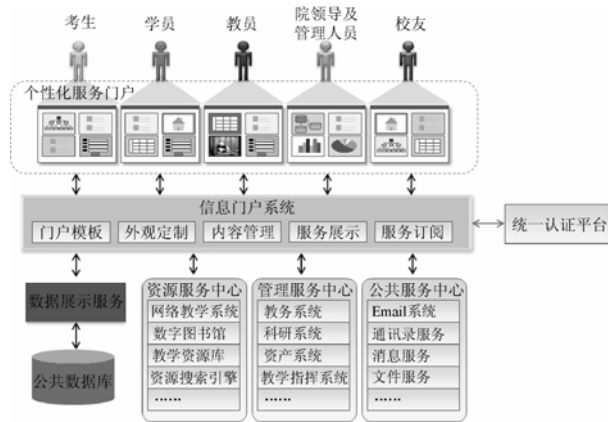 考生
学员
教员
院领导及
管理人员
校友
个性化服务门户
信息门户系统
门户模板
外观定制
内容管理
服务展示
服务订阅
统一认证平台
数据展示服务
公共数据库
资源服务中心
网络教学系统
数字图书馆
教学资源库
资源搜索引擎
……
管理服务中心
教务系统
科研系统
资产系统
教学指挥系统
……
公共服务中心
Email系统
通讯录服务
消息服务
文件服务
……